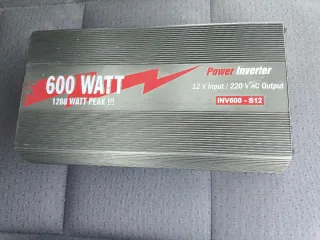 600 WATT
1200 WATT-PEAK !!!
Power Inverter
12 V Input / 220 V AC Output
INV600 - S12